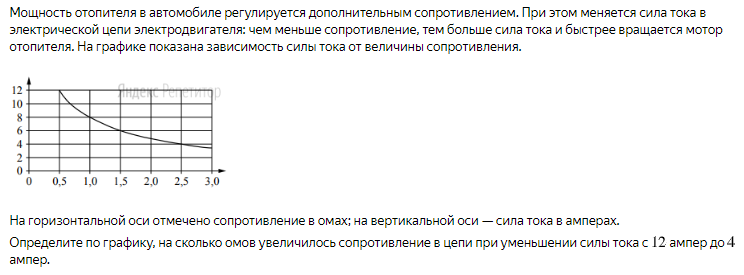 Мощность отопителя в автомобиле регулируется дополнительным сопротивлением. При этом меняется сила тока в
электрической цепи электродвигателя: чем меньше сопротивление, тем больше сила тока и быстрее вращается мотор
отопителя. На графике показана зависимость силы тока от величины сопротивления.
Яндекс Репетитор
12
10
8
6
4
2
0
0 0,5 1,0 1,5 2,0 2,5 3,0
На горизонтальной оси отмечено сопротивление в омах; на вертикальной оси — сила тока в амперах.
Определите по графику, на сколько омов увеличилось сопротивление в цепи при уменьшении силы тока с 12 ампер до 4
ампер.